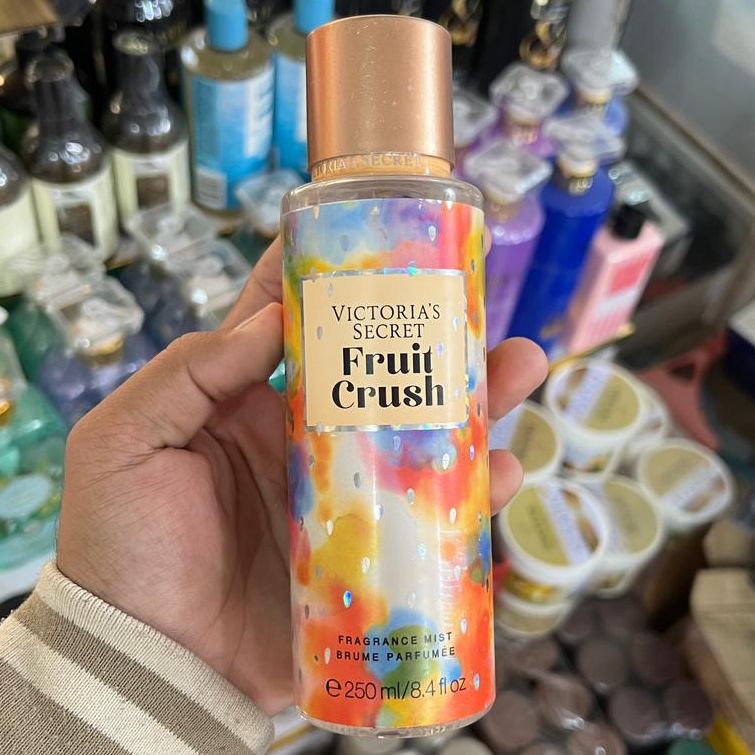 VICTORIA'S SECRET
VICTORIA'S
SECRET
Fruit
Crush
FRAGRANCE MIST
BRUME PARFUMÉE
℮ 250 ml/8.4 fl oz